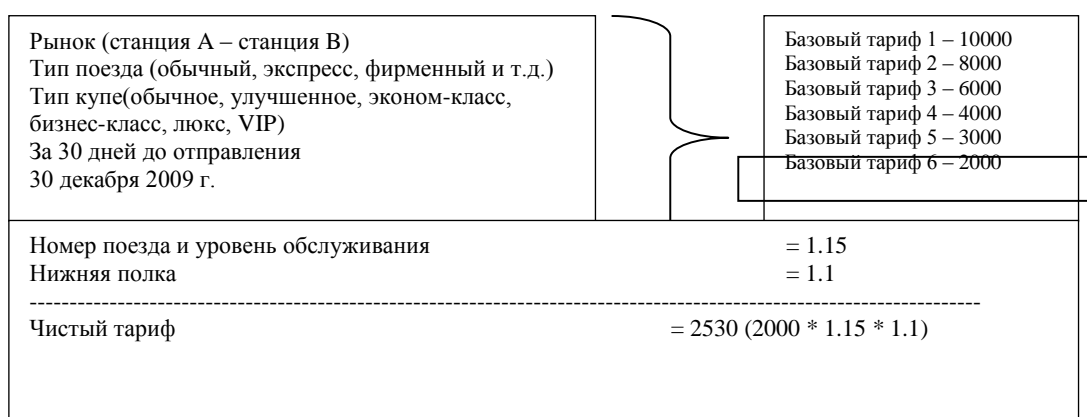 Рынок (станция А – станция В)
Тип поезда (обычный, экспресс, фирменный и т.д.)
Тип купе(обычное, улучшенное, эконом-класс,
бизнес-класс, люкс, VIP)
За 30 дней до отправления
30 декабря 2009 г.
Базовый тариф 1 – 10000
Базовый тариф 2 – 8000
Базовый тариф 3 – 6000
Базовый тариф 4 – 4000
Базовый тариф 5 – 3000
Базовый тариф 6 – 2000
Номер поезда и уровень обслуживания = 1.15
Нижняя полка = 1.1
Чистый тариф = 2530 (2000 * 1.15 * 1.1)